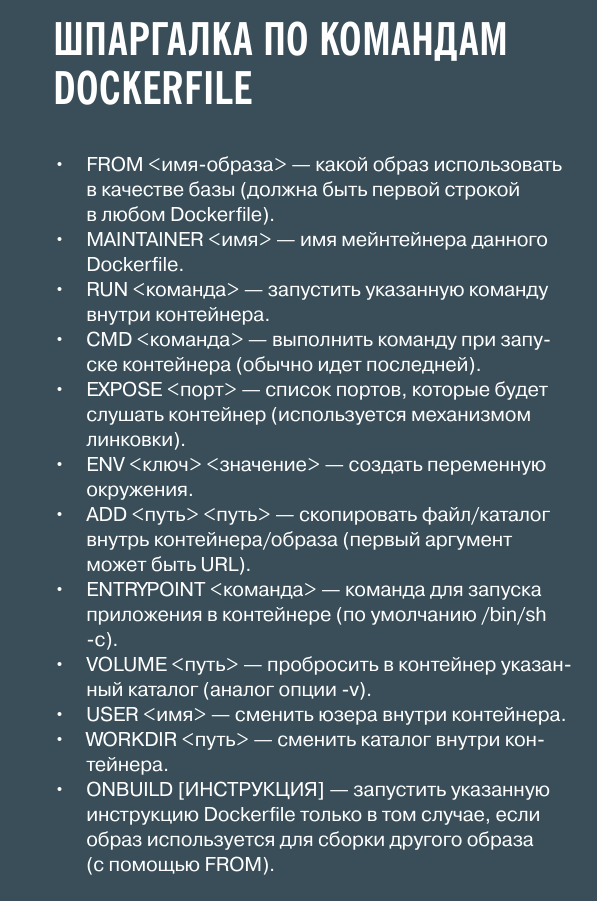 ШПАРГАЛКА ПО КОМАНДАМ
DOCKERFILE
• FROM <имя-образа> — какой образ использовать
в качестве базы (должна быть первой строкой
в любом Dockerfile).
• MAINTAINER <имя> — имя мейнтейнера данного
Dockerfile.
• RUN <команда> — запустить указанную команду
внутри контейнера.
• CMD <команда> — выполнить команду при запу-
ске контейнера (обычно идет последней).
• EXPOSE <порт> — список портов, которые будет
слушать контейнер (используется механизмом
линковки).
• ENV <ключ> <значение> — создать переменную
окружения.
• ADD <путь> <путь> — скопировать файл/каталог
внутрь контейнера/образа (первый аргумент
может быть URL).
• ENTRYPOINT <команда> — команда для запуска
приложения в контейнере (по умолчанию /bin/sh
-c).
• VOLUME <путь> — пробросить в контейнер указан-
ный каталог (аналог опции -v).
• USER <имя> — сменить юзера внутри контейнера.
• WORKDIR <путь> — сменить каталог внутри кон-
тейнера.
• ONBUILD [ИНСТРУКЦИЯ] — запустить указанную
инструкцию Dockerfile только в том случае, если
образ используется для сборки другого образа
(с помощью FROM).